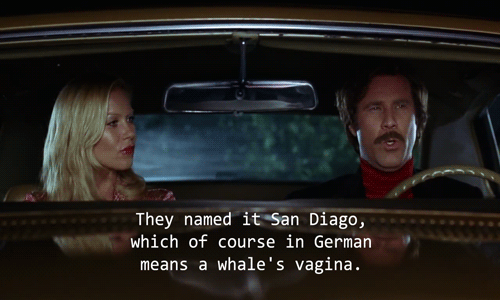 They named it San Diago,
which of course in German
means a whale's vagina.